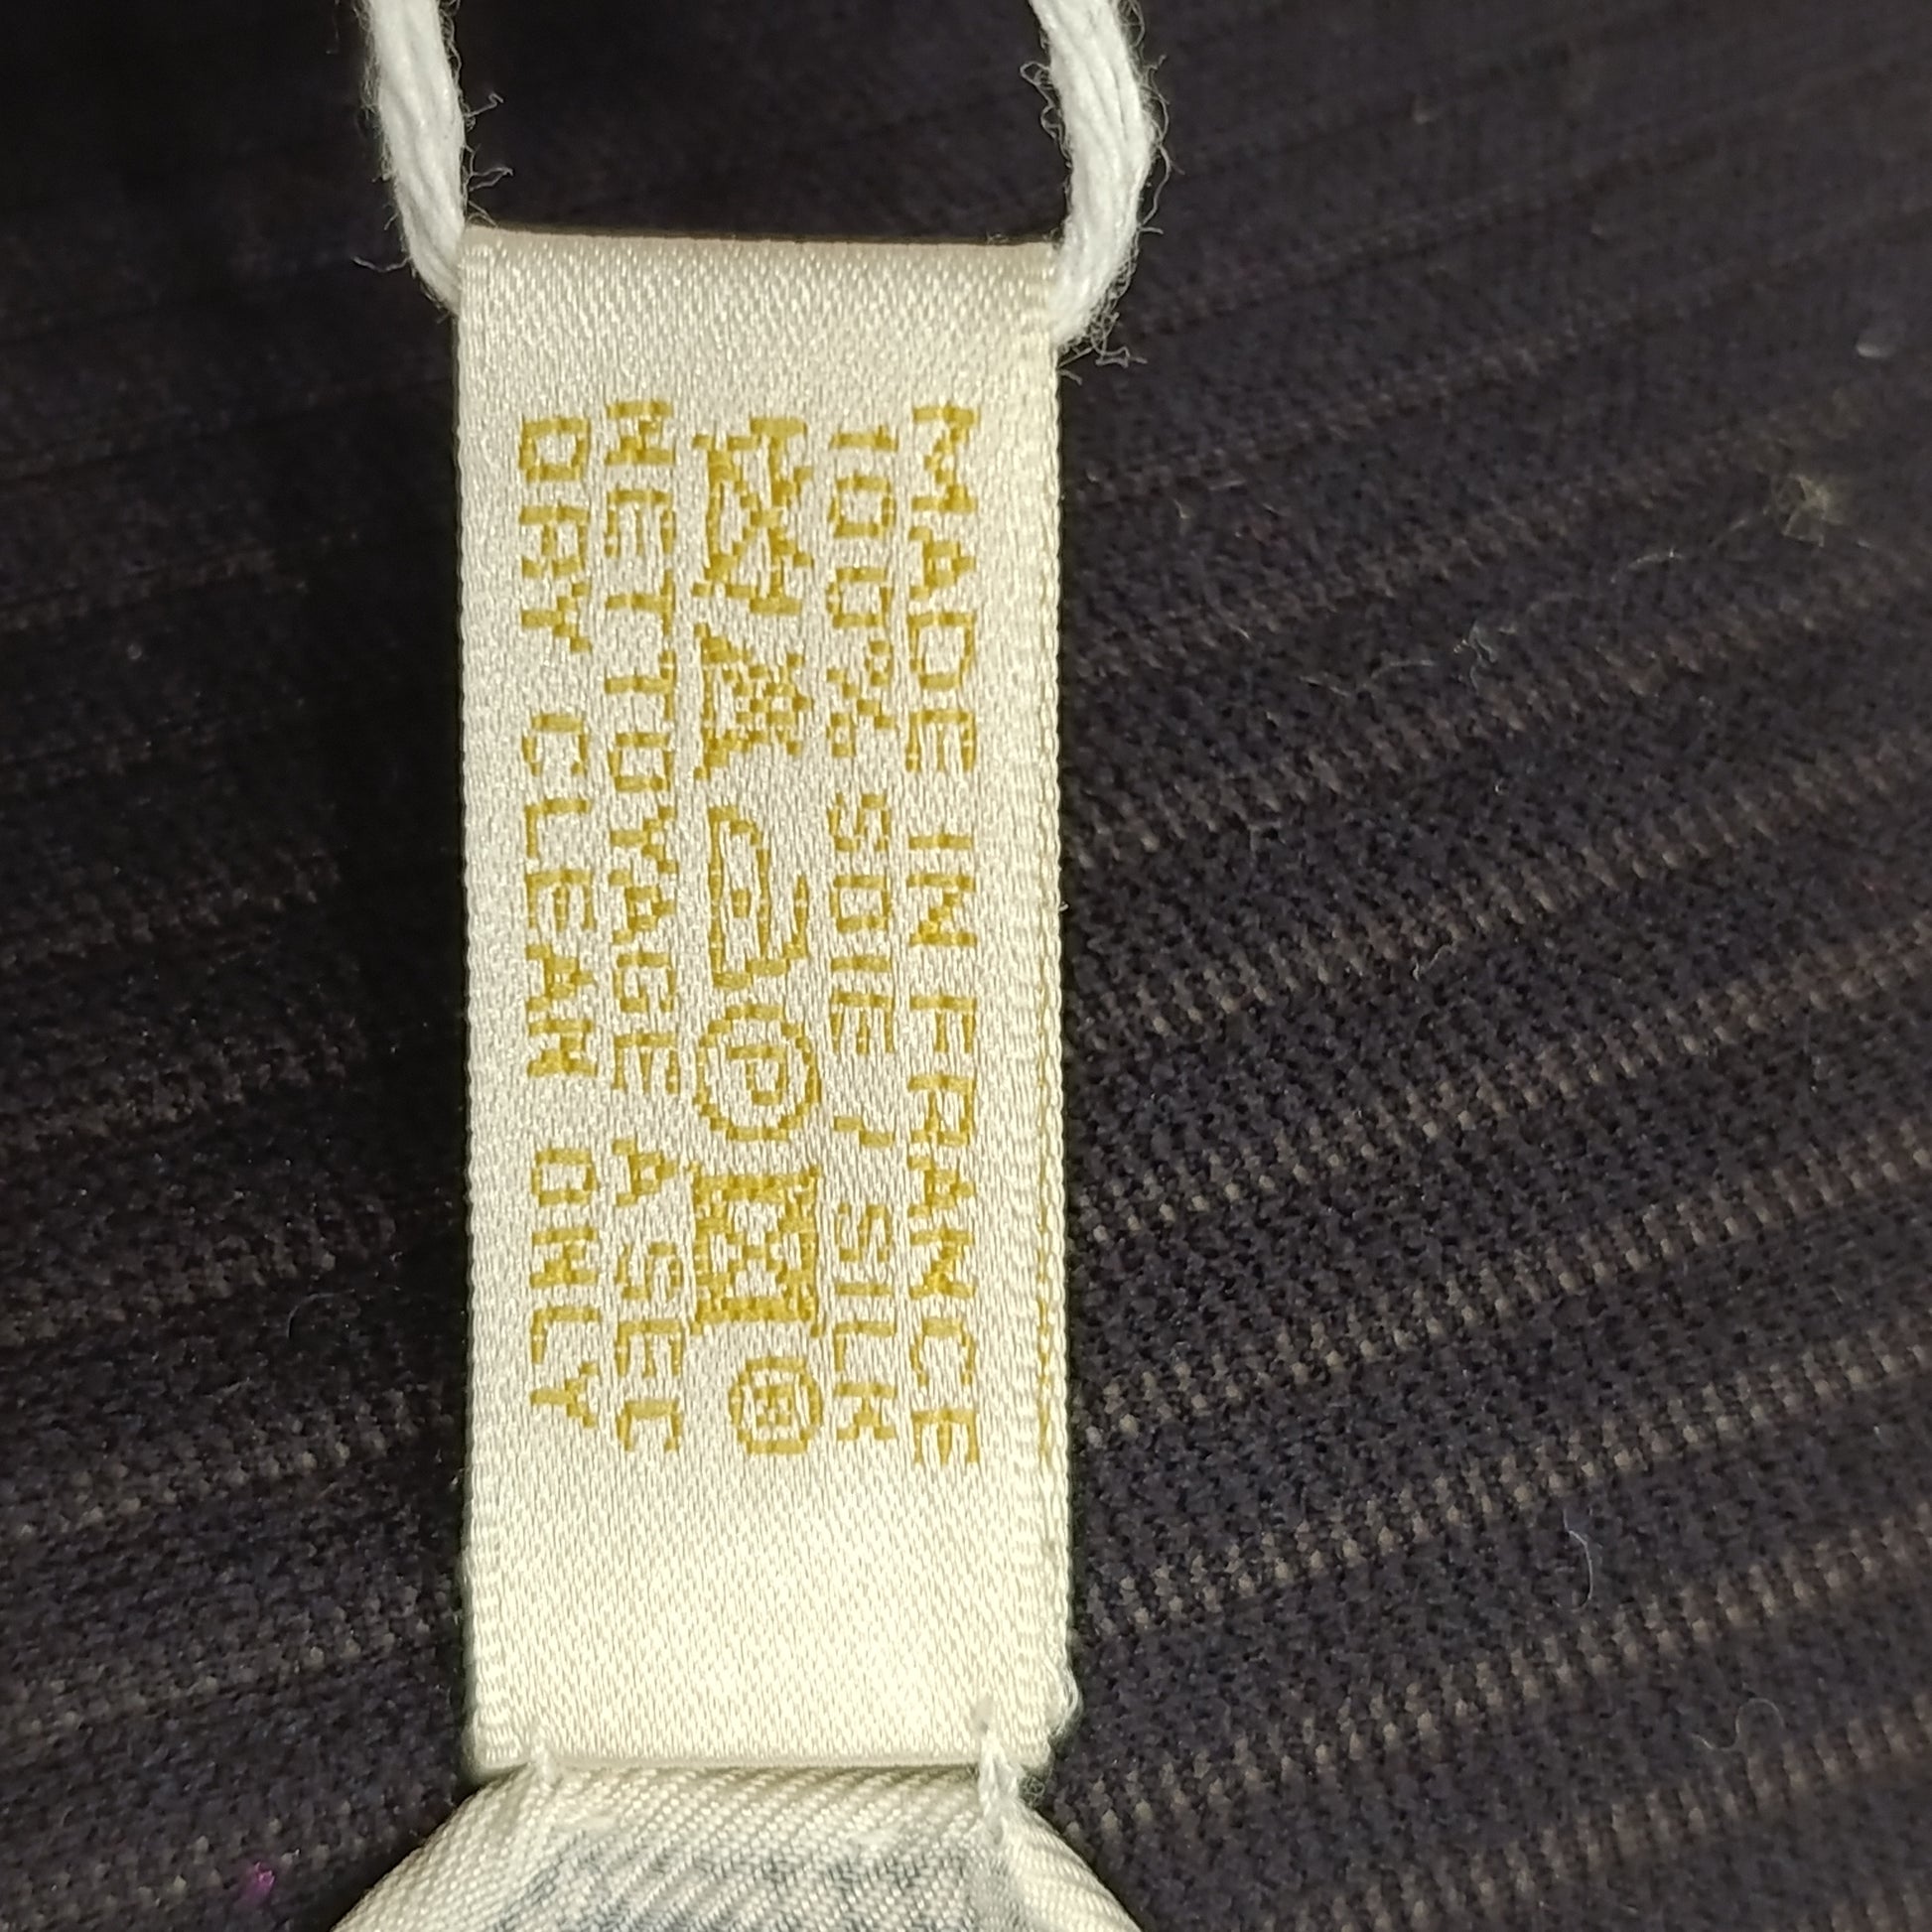 MADE IN FRANCE
100% SOIE / SILK
P ®
NETTOYAGE A SEC
DRY CLEAN ONLY